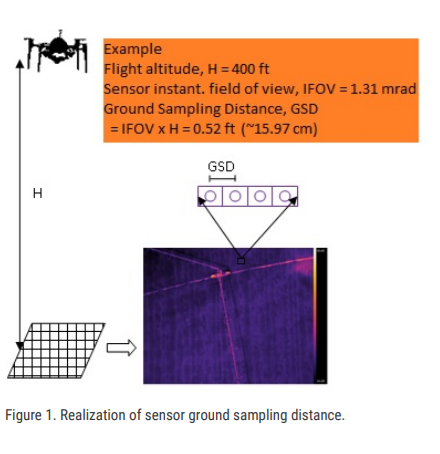 Example
Flight altitude, H = 400 ft
Sensor instant. field of view, IFOV = 1.31 mrad
Ground Sampling Distance, GSD
= IFOV x H = 0.52 ft (~15.97 cm)
GSD
H
Figure 1. Realization of sensor ground sampling distance.